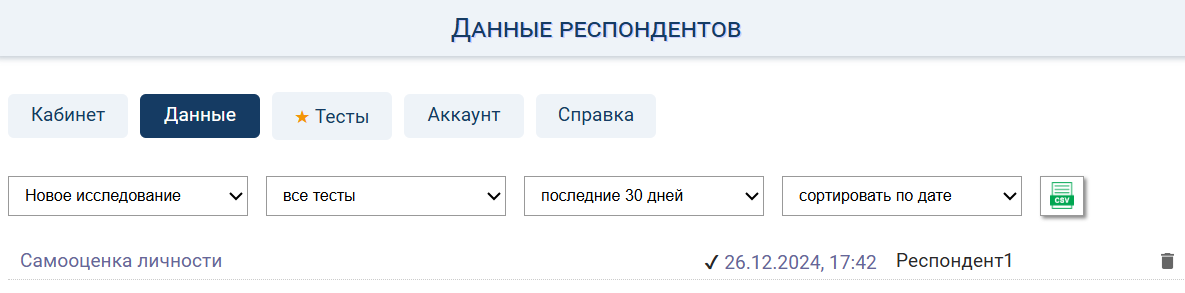 Данные респондентов
Кабинет Данные ★ Тесты Аккаунт Справка
Новое исследование все тесты последние 30 дней сортировать по дате CSV
Самооценка личности ✓ 26.12.2024, 17:42 Респондент1